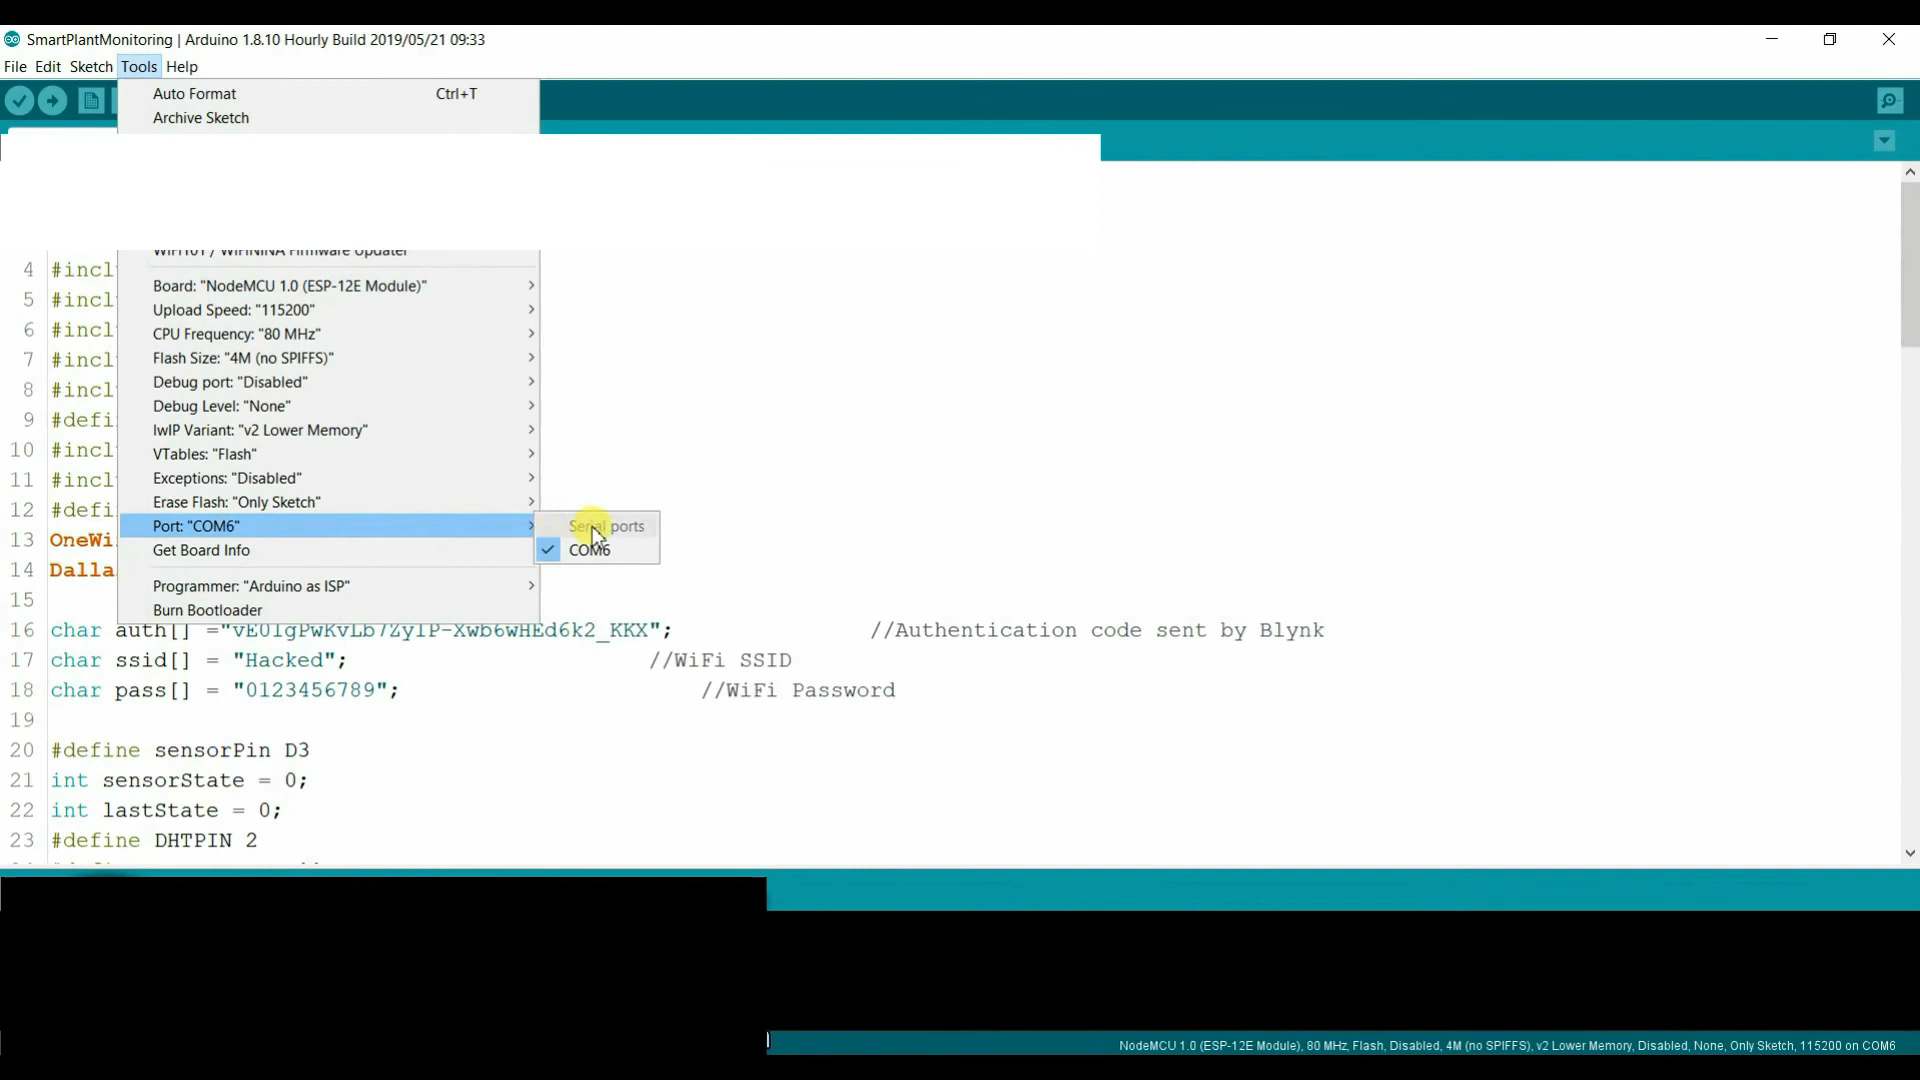 SmartPlantMonitoring | Arduino 1.8.10 Hourly Build 2019/05/21 09:33
File Edit Sketch Tools Help
Auto Format Ctrl+T
Archive Sketch
WiFi101 / WiFiNINA Firmware Updater
4 #incl
Board: "NodeMCU 1.0 (ESP-12E Module)"
5 #incl
Upload Speed: "115200"
6 #incl
CPU Frequency: "80 MHz"
7 #incl
Flash Size: "4M (no SPIFFS)"
8 #incl
Debug port: "Disabled"
Debug Level: "None"
9 #defi
lwIP Variant: "v2 Lower Memory"
10 #incl
VTables: "Flash"
11 #incl
Exceptions: "Disabled"
12 #defi
Erase Flash: "Only Sketch"
Port: "COM6" Serial ports
13 OneWi
Get Board Info COM6
14 Dalla
Programmer: "Arduino as ISP"
15
Burn Bootloader
16 char auth[] ="vE0IgPwKvLb7ZyIP-Xwb6wHEd6k2_KKX"; //Authentication code sent by Blynk
17 char ssid[] = "Hacked"; //WiFi SSID
18 char pass[] = "0123456789"; //WiFi Password
19
20 #define sensorPin D3
21 int sensorState = 0;
22 int lastState = 0;
23 #define DHTPIN 2
NodeMCU 1.0 (ESP-12E Module), 80 MHz, Flash, Disabled, 4M (no SPIFFS), v2 Lower Memory, Disabled, None, Only Sketch, 115200 on COM6